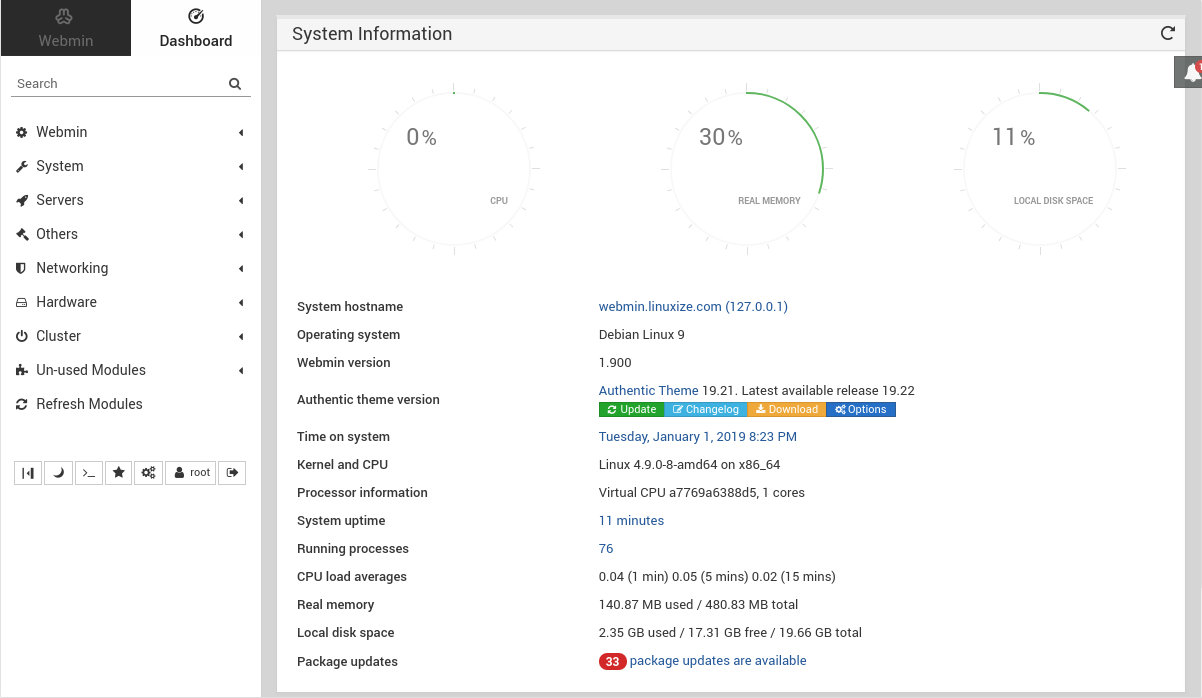 Webmin
Dashboard
Search
Webmin
System
Servers
Others
Networking
Hardware
Cluster
Un-used Modules
Refresh Modules
root
System Information
0%
CPU
30%
REAL MEMORY
11%
LOCAL DISK SPACE
System hostname webmin.linuxize.com (127.0.0.1)
Operating system Debian Linux 9
Webmin version 1.900
Authentic theme version Authentic Theme 19.21. Latest available release 19.22
Update Changelog Download Options
Time on system Tuesday, January 1, 2019 8:23 PM
Kernel and CPU Linux 4.9.0-8-amd64 on x86_64
Processor information Virtual CPU a7769a6388d5, 1 cores
System uptime 11 minutes
Running processes 76
CPU load averages 0.04 (1 min) 0.05 (5 mins) 0.02 (15 mins)
Real memory 140.87 MB used / 480.83 MB total
Local disk space 2.35 GB used / 17.31 GB free / 19.66 GB total
Package updates 33 package updates are available